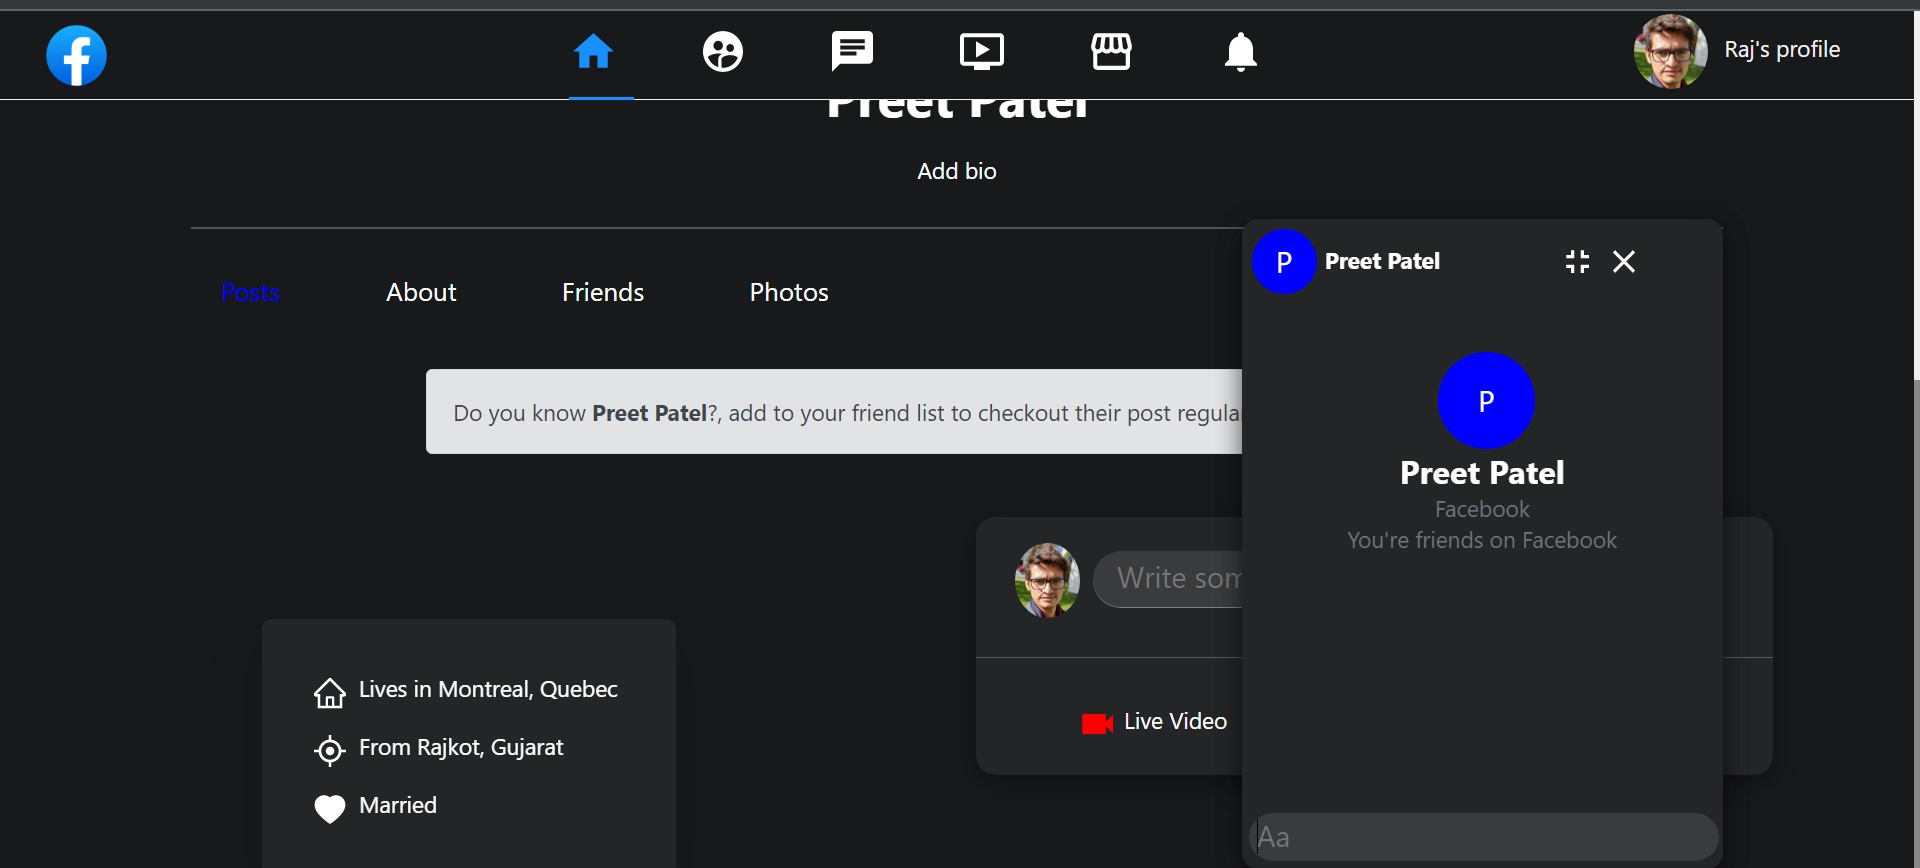 Raj's profile
Preet Patel
Add bio
Posts
About
Friends
Photos
Do you know Preet Patel?, add to your friend list to checkout their post
Write
Lives in Montreal, Quebec
From Rajkot, Gujarat
Married
Live Video
P
Preet Patel
P
Preet Patel
Facebook
You're friends on Facebook
Aa